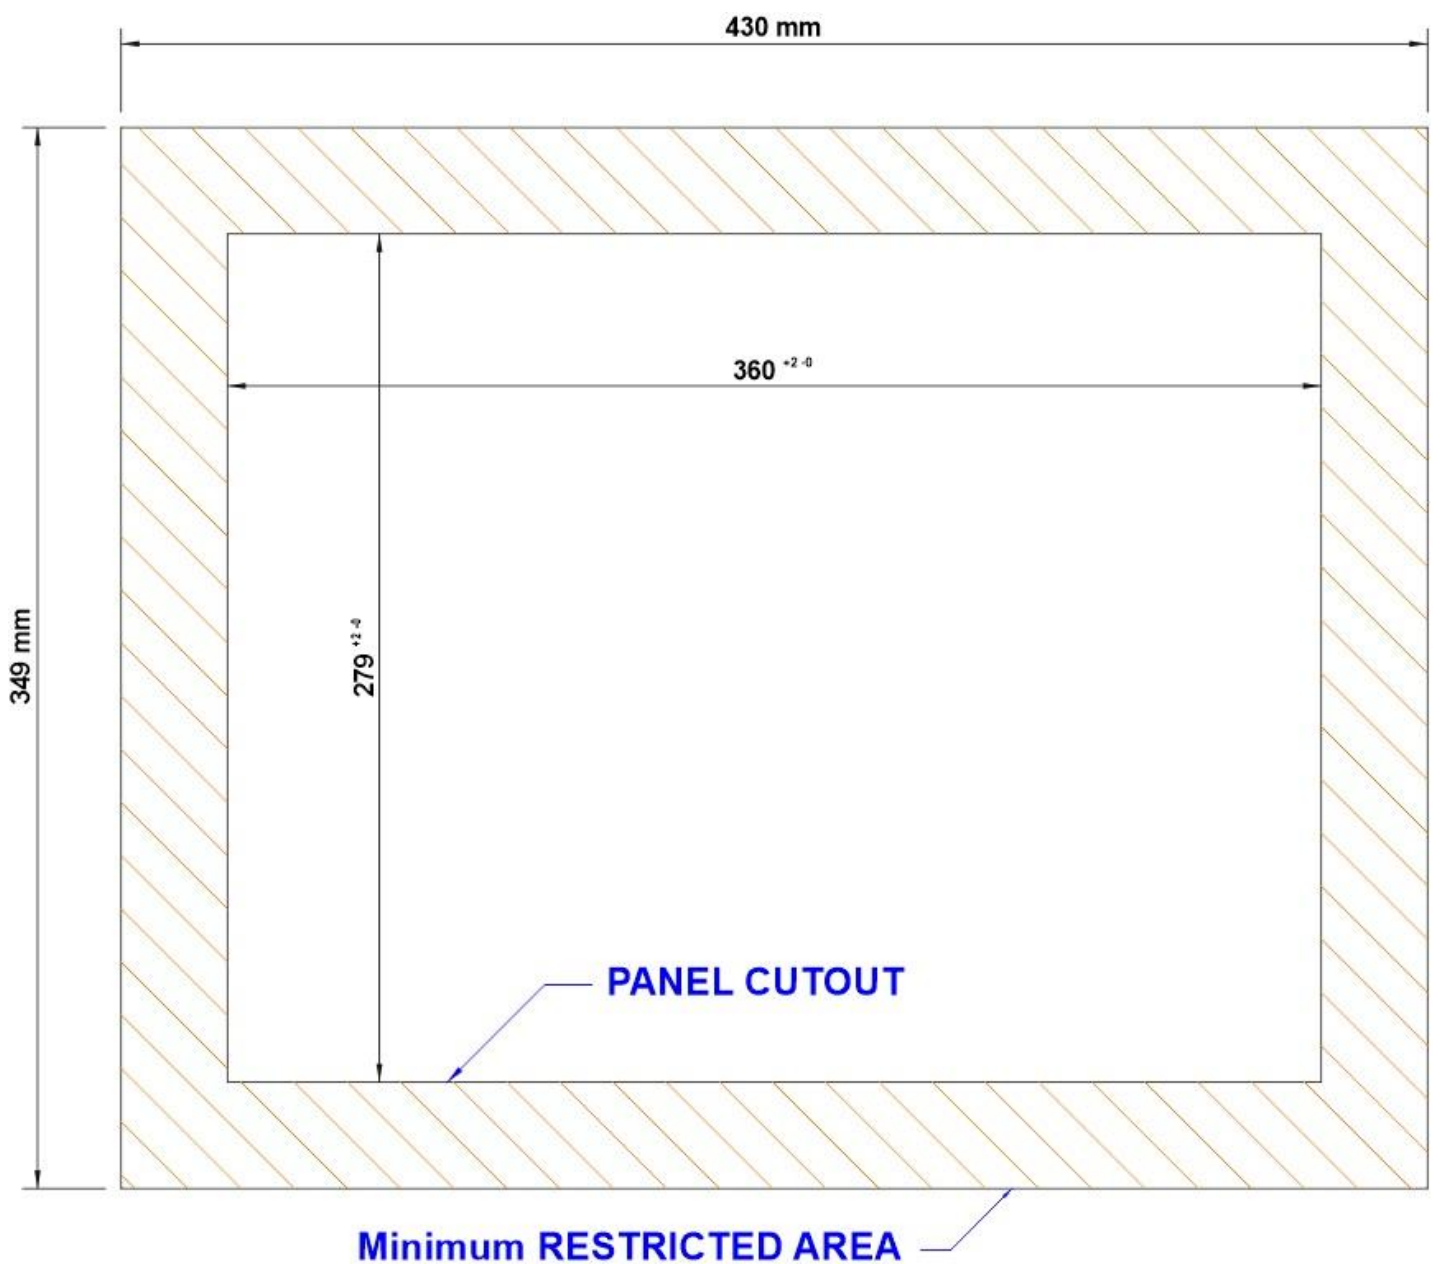 430 mm
360 +2 -0
349 mm
279 +2 -0
PANEL CUTOUT
Minimum RESTRICTED AREA